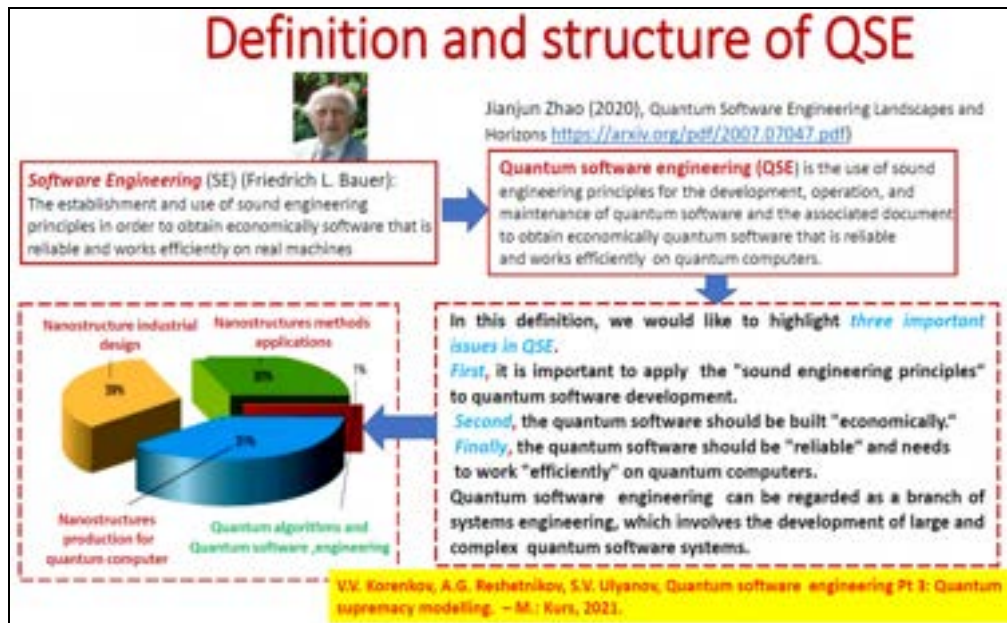 Definition and structure of QSE
Jianjun Zhao (2020), Quantum Software Engineering Landscapes and
Horizons https://arxiv.org/pdf/2007.07047.pdf)
Software Engineering (SE) (Friedrich L. Bauer):
The establishment and use of sound engineering
principles in order to obtain economically software that is
reliable and works efficiently on real machines
Quantum software engineering (QSE) is the use of sound
engineering principles for the development, operation, and
maintenance of quantum software and the associated document
to obtain economically quantum software that is reliable
and works efficiently on quantum computers.
Nanostructure industrial
design
Nanostructures methods
applications
1%
Nanostructures
production for
quantum computer
Quantum algorithms and
Quantum software ,engineering
In this definition, we would like to highlight three important
issues in QSE.
First, it is important to apply the "sound engineering principles"
to quantum software development.
Second, the quantum software should be built "economically."
Finally, the quantum software should be "reliable" and needs
to work "efficiently" on quantum computers.
Quantum software engineering can be regarded as a branch of
systems engineering, which involves the development of large and
complex quantum software systems.
V.V. Korenkov, A.G. Reshetnikov, S.V. Ulyanov, Quantum software engineering Pt 3: Quantum
supremacy modelling. – M.: Kurs, 2021.